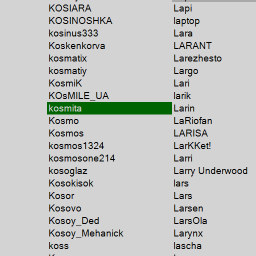 KOSIARA Lapi
KOSINOSHKA laptop
kosinus333 Lara
Koskenkorva LARANT
kosmatix Larezhesto
kosmatiy Largo
KosmiK Lari
KOsMILE_UA larik
kosmita Larin
Kosmo LaRiofan
Kosmos LARISA
kosmos1324 LarKKet!
kosmosone214 Larri
kosoglaz Larry Underwood
Kosokisok lars
Kosor Lars
Kosovo Larsen
Kosoy_Ded LarsOla
Kosoy_Mehanick Larynx
koss lascha